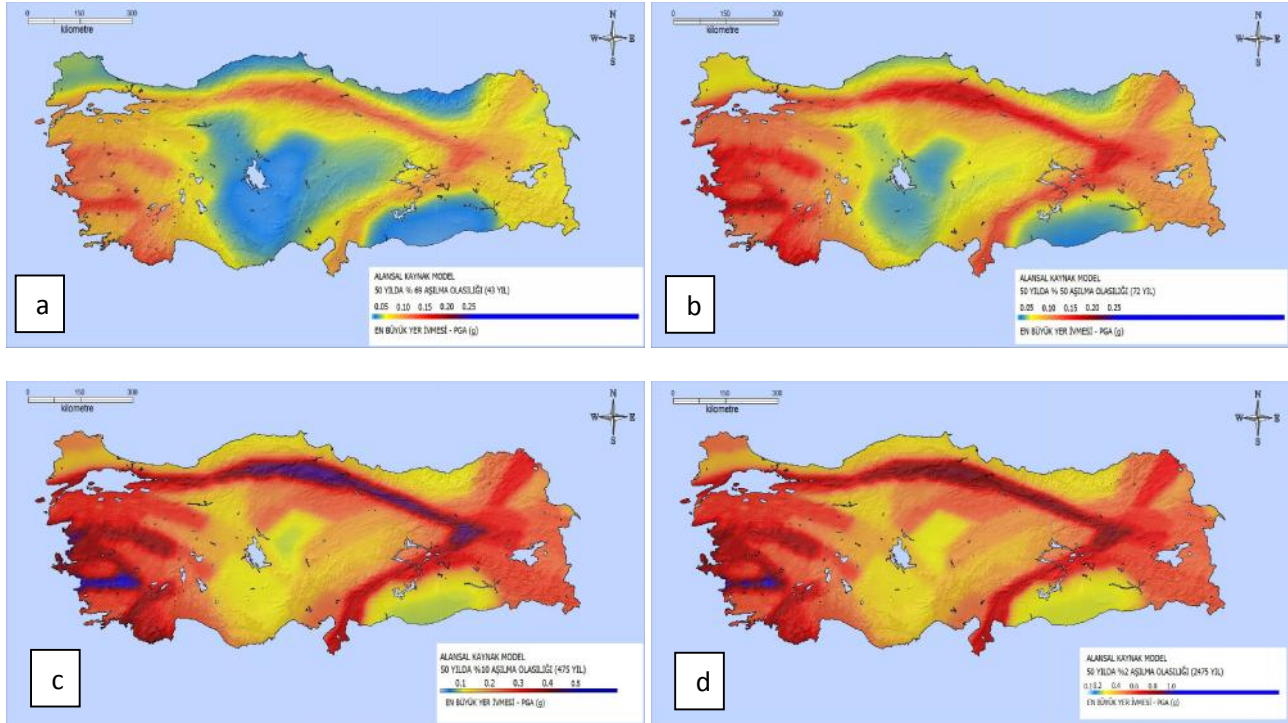 0 150 300
kilometre
N
W E
S
ALANSAL KAYNAK MODEL
50 YILDA % 69 AŞILMA OLASILIĞI (43 YIL)
0.05 0.10 0.15 0.20 0.25
EN BÜYÜK YER İVMESİ - PGA (g)
a
0 150 300
kilometre
N
W E
S
ALANSAL KAYNAK MODEL
50 YILDA % 50 AŞILMA OLASILIĞI (72 YIL)
0.05 0.10 0.15 0.20 0.25
EN BÜYÜK YER İVMESİ - PGA (g)
b
0 150 300
kilometre
N
W E
S
ALANSAL KAYNAK MODEL
50 YILDA %10 AŞILMA OLASILIĞI (475 YIL)
0.1 0.2 0.3 0.4 0.5
EN BÜYÜK YER İVMESİ - PGA (g)
c
0 150 300
kilometre
N
W E
S
ALANSAL KAYNAK MODEL
50 YILDA %2 AŞILMA OLASILIĞI (2475 YIL)
0.1 0.2 0.4 0.6 0.8 1.0
EN BÜYÜK YER İVMESİ - PGA (g)
d